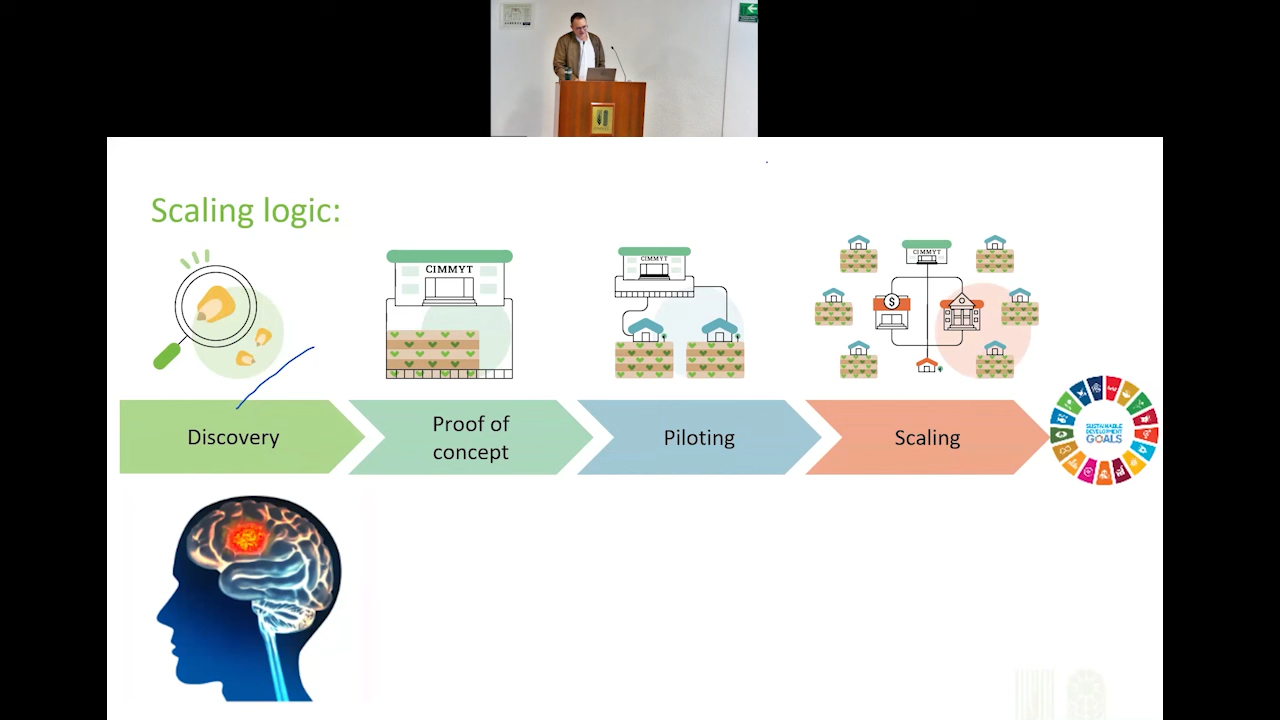 Scaling logic:
CIMMYT
CIMMYT
CIMMYT
$
Discovery
Proof of
concept
Piloting
Scaling
SUSTAINABLE
DEVELOPMENT
GOALS